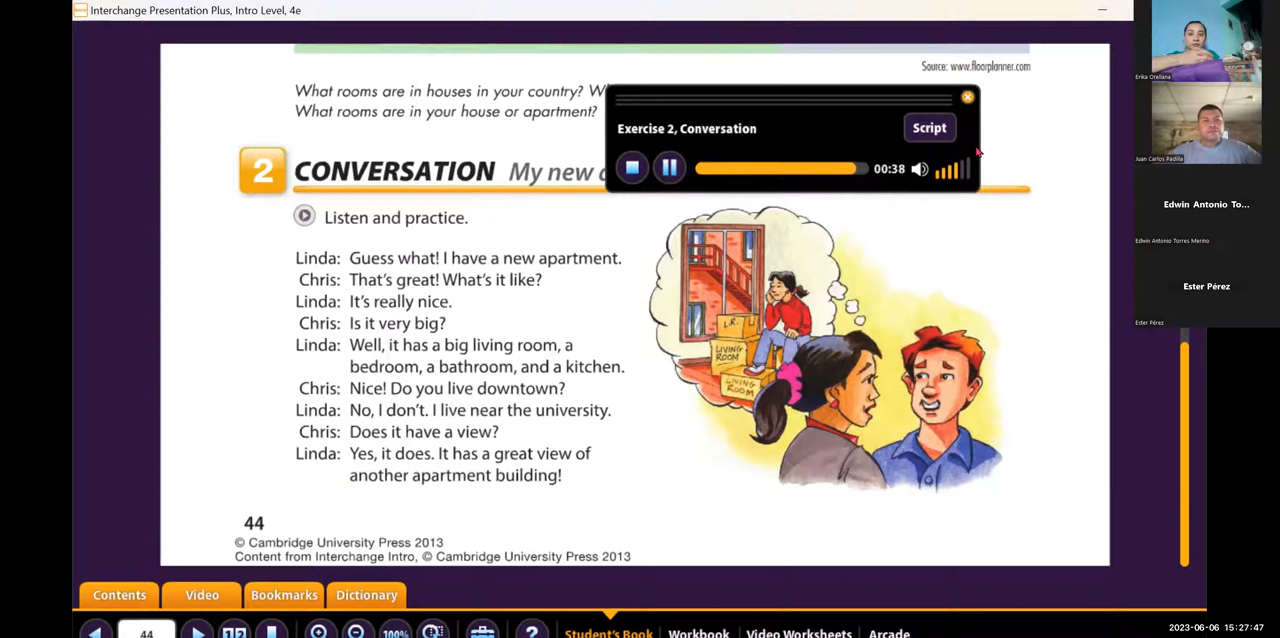 Interchange Presentation Plus, Intro Level, 4e
Source: www.floorplanner.com
What rooms are in houses in your country?
What rooms are in your house or apartment?
Exercise 2, Conversation
Script
00:38
2 CONVERSATION My new
Listen and practice.
Linda: Guess what! I have a new apartment.
Chris: That's great! What's it like?
Linda: It's really nice.
Chris: Is it very big?
Linda: Well, it has a big living room, a
bedroom, a bathroom, and a kitchen.
Chris: Nice! Do you live downtown?
Linda: No, I don't. I live near the university.
Chris: Does it have a view?
Linda: Yes, it does. It has a great view of
another apartment building!
L.R.
LIVING
ROOM
LIVING
ROOM
44
© Cambridge University Press 2013
Content from Interchange Intro, © Cambridge University Press 2013
Contents Video Bookmarks Dictionary
44 1 2 100% ? Student's Book Workbook Video Worksheets Arcade
Erika Orellana
Juan Carlos Padilla
Edwin Antonio To...
Edwin Antonio Torres Merino
Ester Pérez
Ester Pérez
2023-06-06 15:27:47